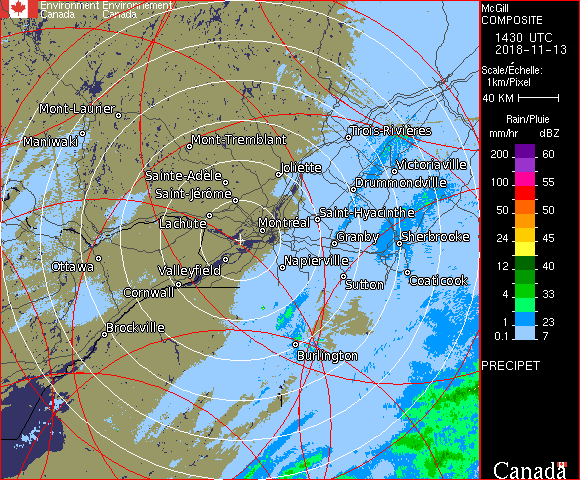 Environment Environnement
Canada Canada
McGill
COMPOSITE
1430 UTC
2018-11-13
Scale/Échelle:
1km/Pixel
40 KM
Rain/Pluie
mm/hr dBZ
200 60
100 55
50 50
24 45
12 40
4 33
1 23
0.1 7
PRECIPET
Canada
Mont-Laurier
Maniwaki
Mont-Tremblant
Trois-Rivières
Joliette
Victoriaville
Sainte-Adèle
Drummondville
Saint-Jérôme
Lachute
Saint-Hyacinthe
Montréal
Granby
Sherbrooke
Ottawa
Valleyfield
Napierville
Cornwall
Sutton
Coaticook
Brockville
Burlington